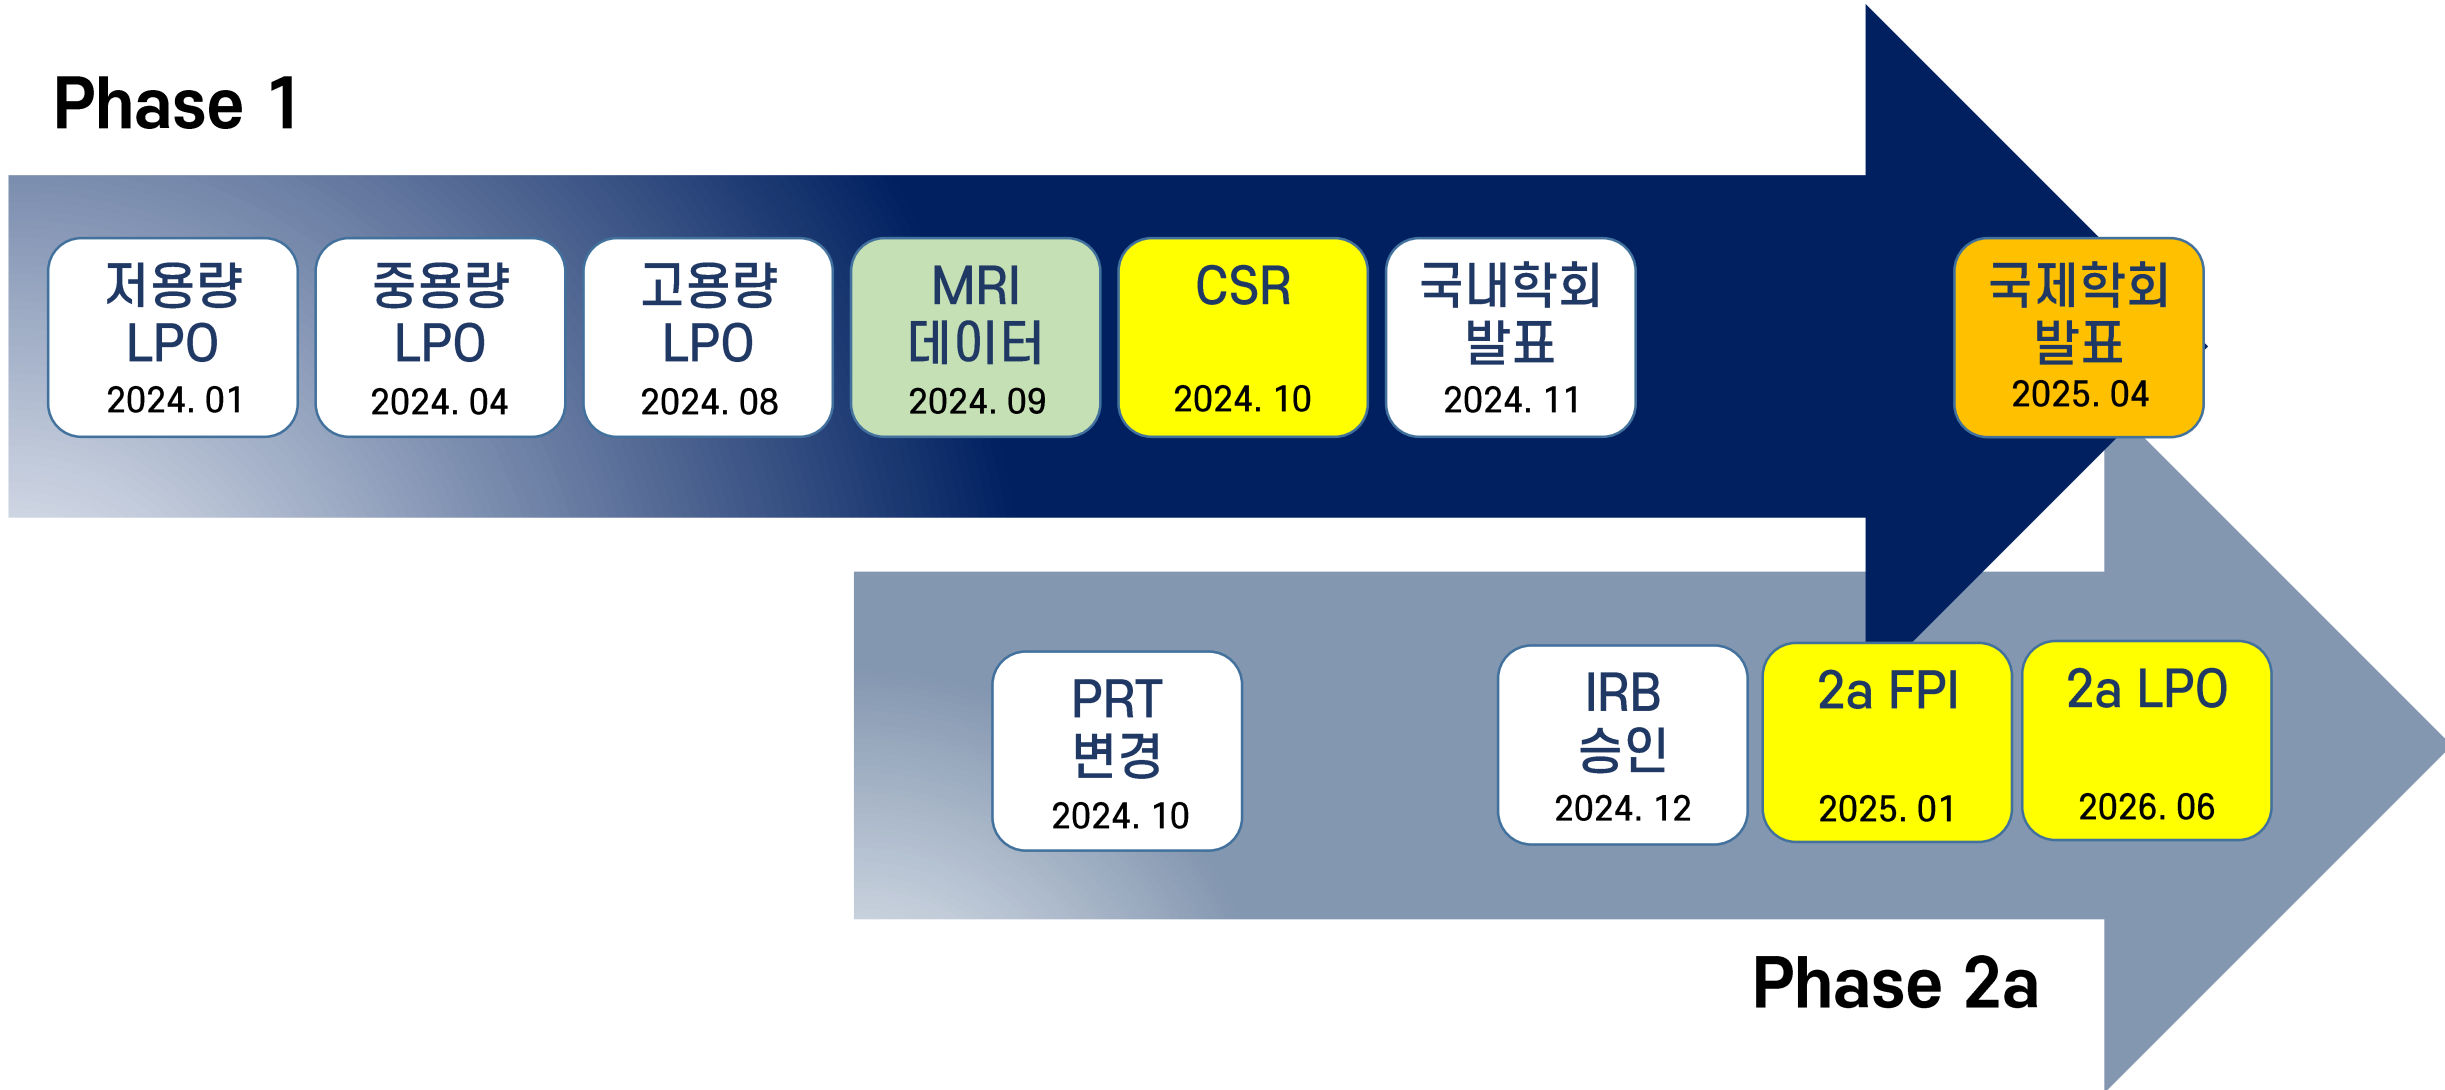 Phase 1
저용량
LPO
2024. 01
중용량
LPO
2024. 04
고용량
LPO
2024. 08
MRI
데이터
2024. 09
CSR
2024. 10
국내학회
발표
2024. 11
국제학회
발표
2025. 04
PRT
변경
2024. 10
IRB
승인
2024. 12
2a FPI
2025. 01
2a LPO
2026. 06
Phase 2a